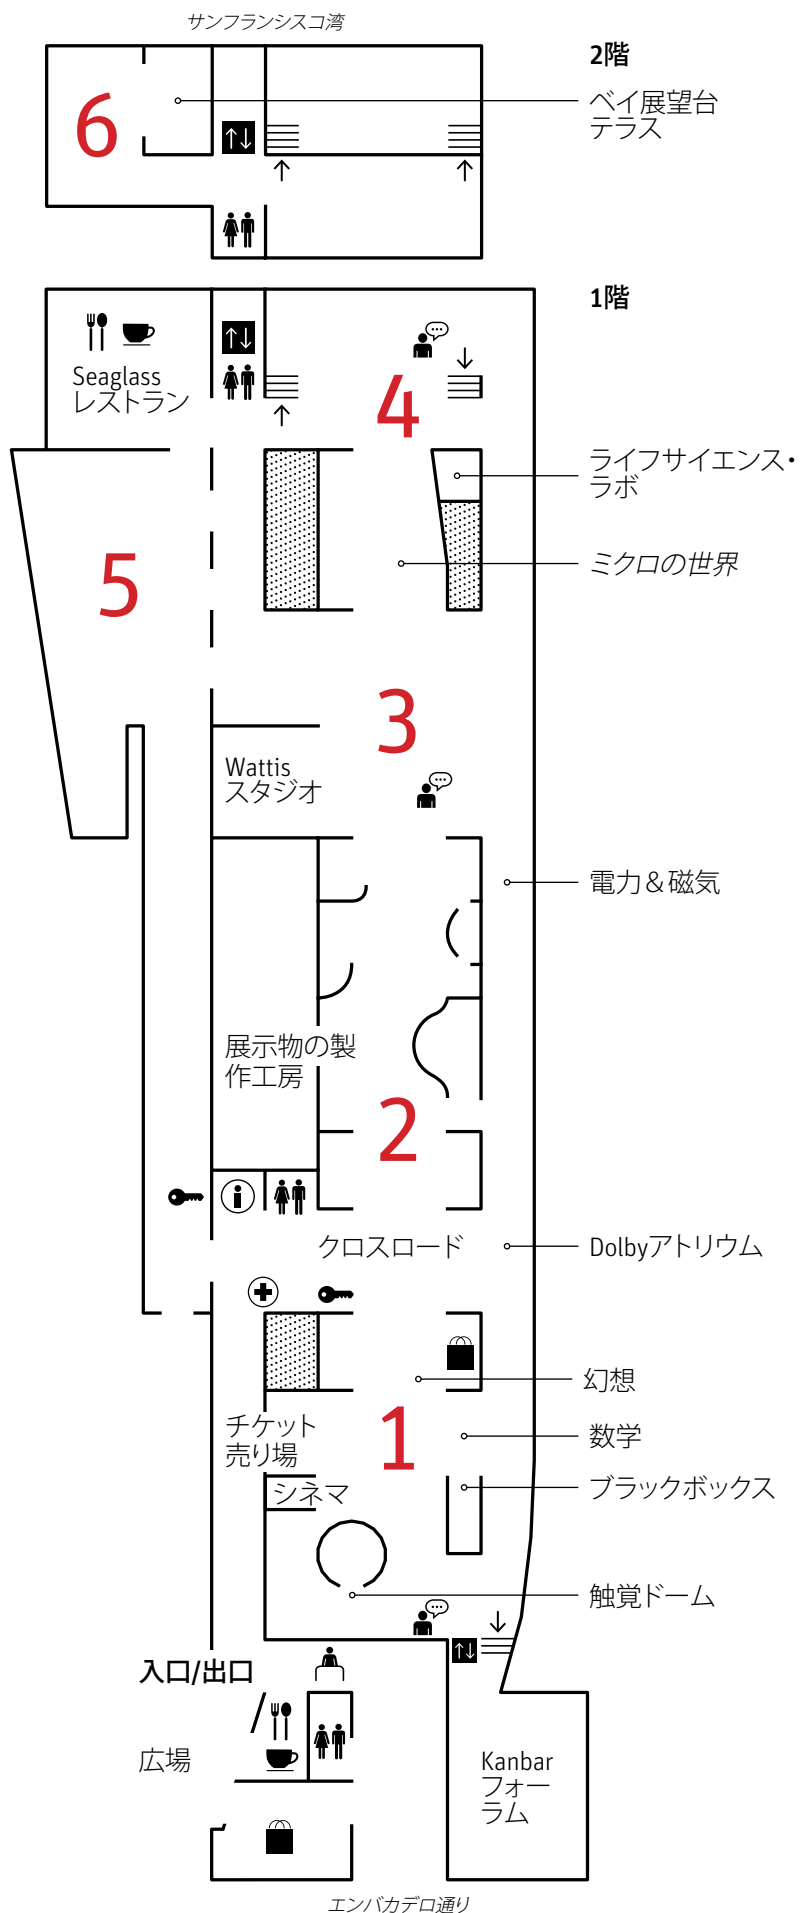 サンフランシスコ湾
2階
ベイ展望台
テラス
6
1階
Seaglass
レストラン
4
ライフサイエンス・
ラボ
5
ミクロの世界
3
Wattis
スタジオ
電力＆磁気
展示物の製
作工房
2
クロスロード
Dolbyアトリウム
幻想
チケット
売り場
1
数学
シネマ
ブラックボックス
触覚ドーム
入口/出口
広場
Kanbar
フォー
ラム
エンバカデロ通り